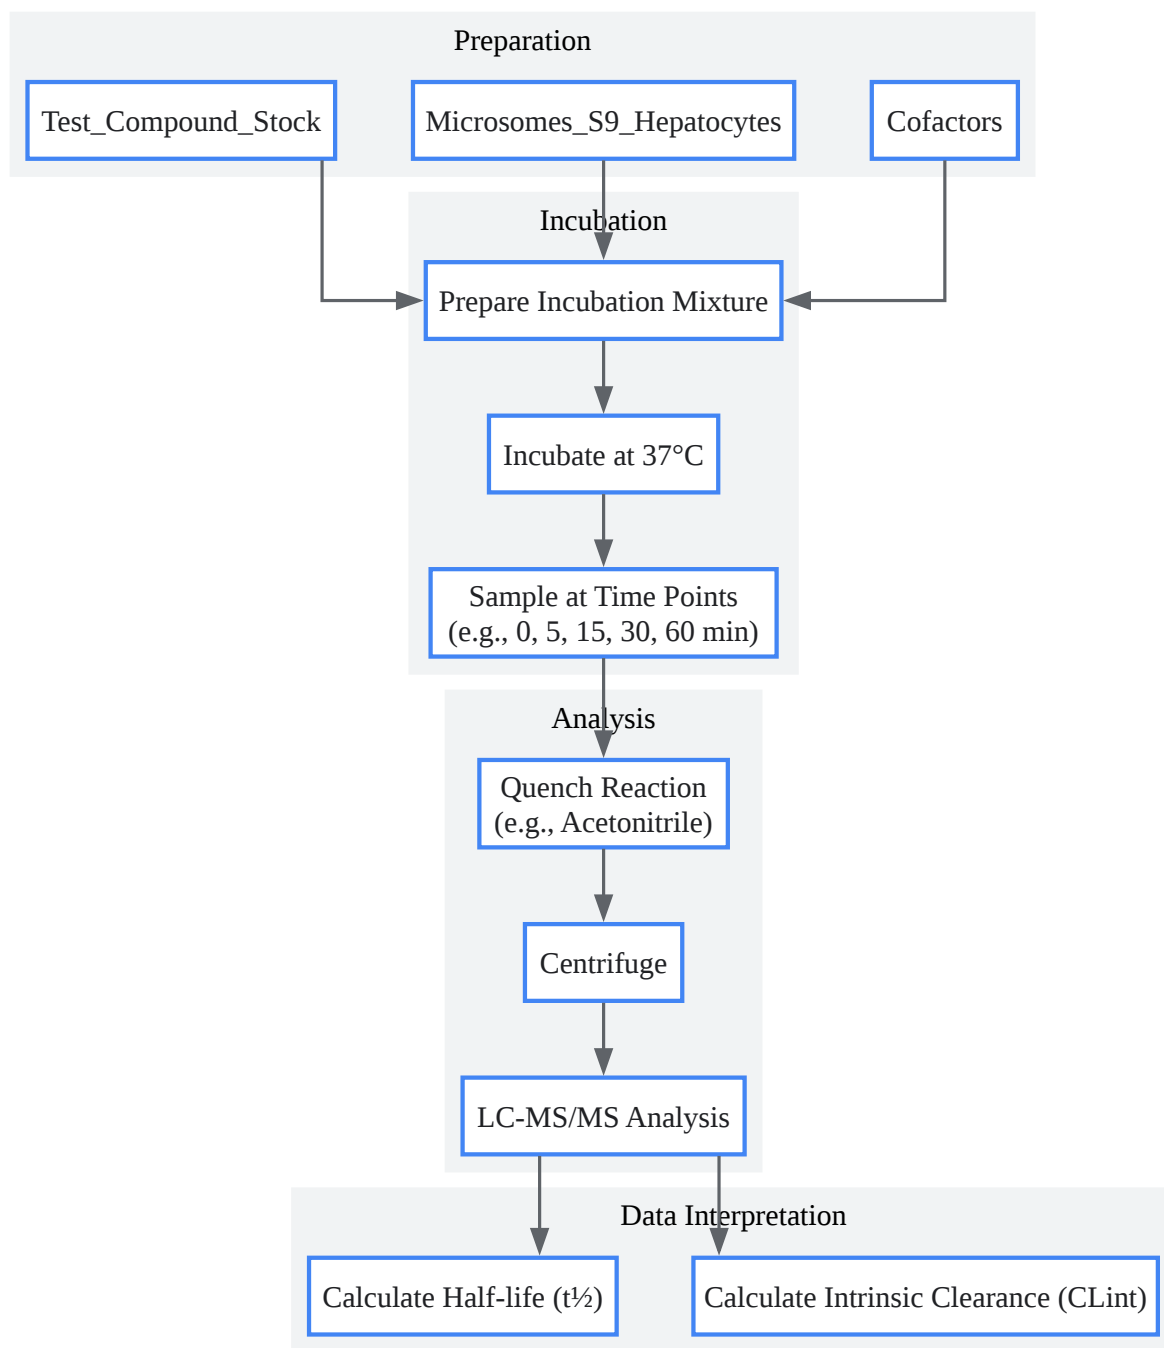 Preparation
Test_Compound_Stock
Microsomes_S9_Hepatocytes
Cofactors
Incubation
Prepare Incubation Mixture
Incubate at 37°C
Sample at Time Points
(e.g., 0, 5, 15, 30, 60 min)
Analysis
Quench Reaction
(e.g., Acetonitrile)
Centrifuge
LC-MS/MS Analysis
Data Interpretation
Calculate Half-life (t½)
Calculate Intrinsic Clearance (CLint)